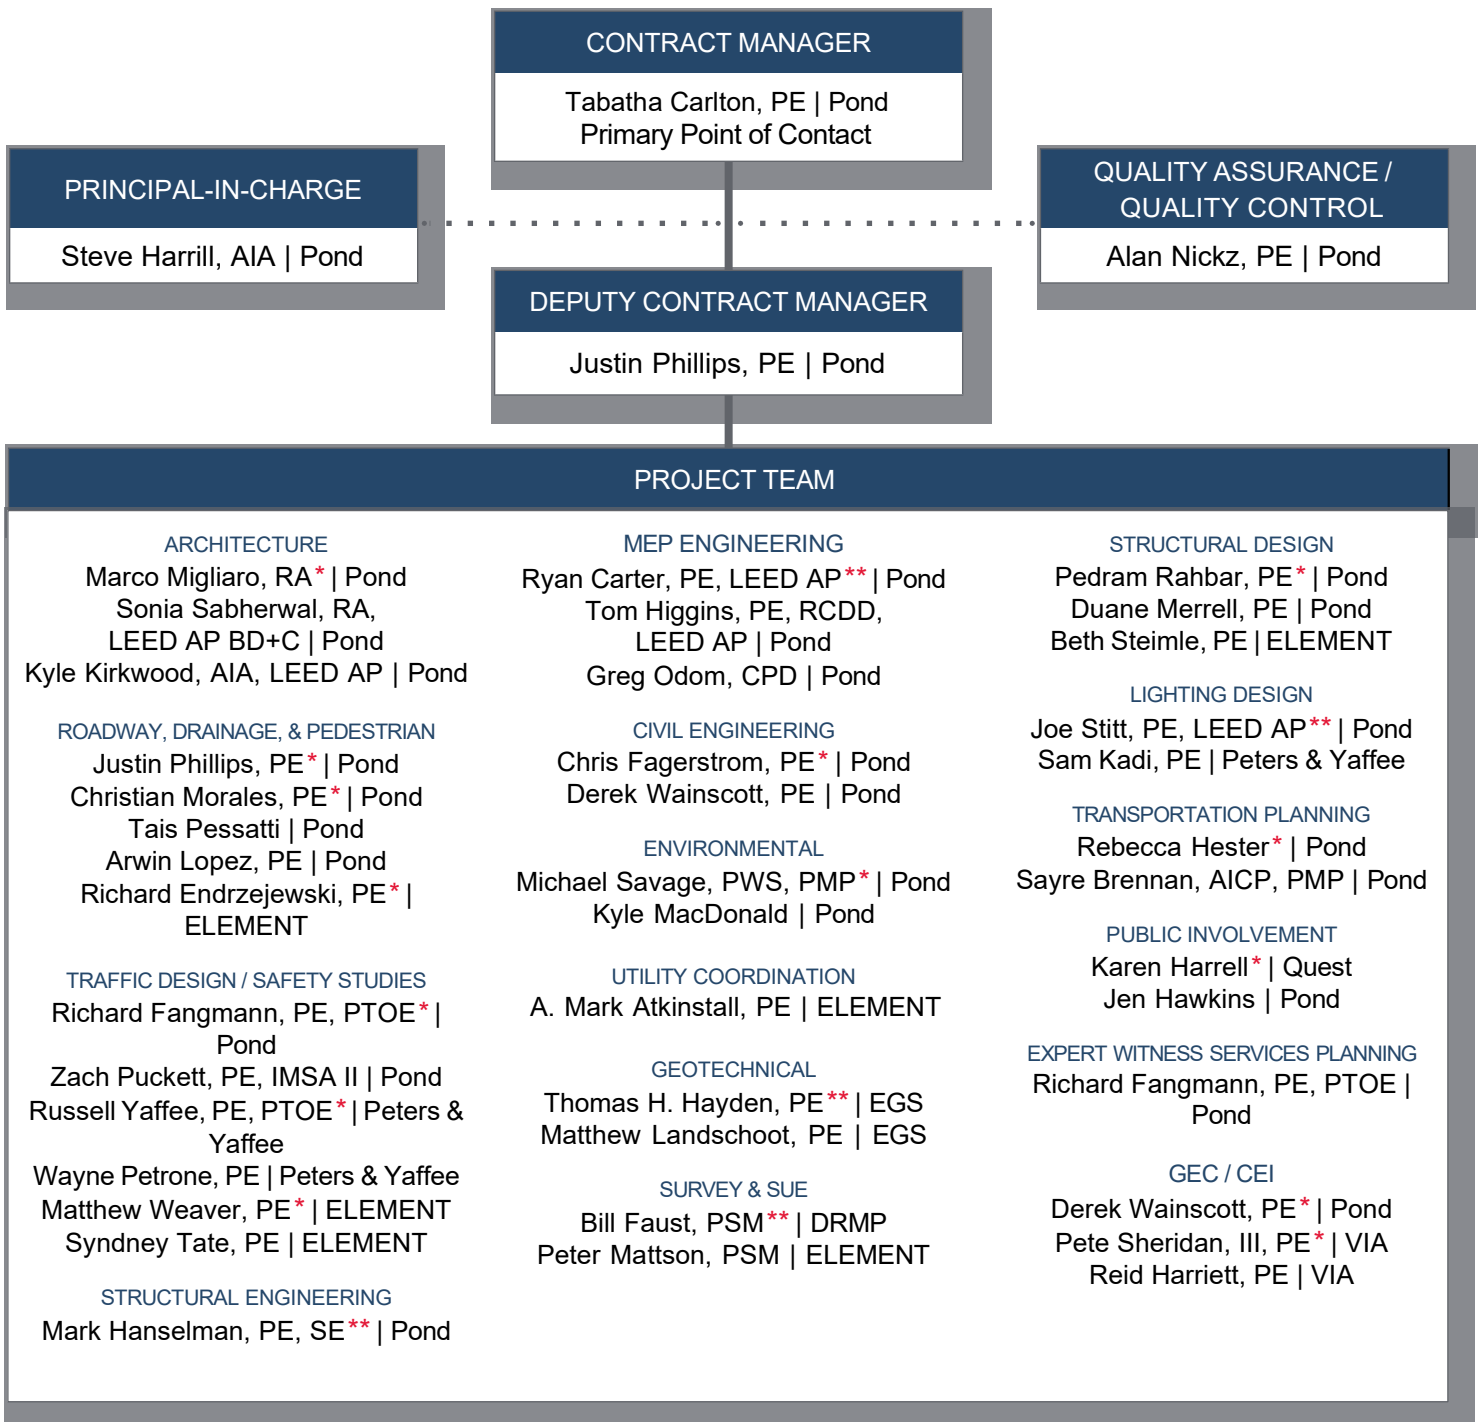 CONTRACT MANAGER
Tabatha Carlton, PE | Pond
Primary Point of Contact
PRINCIPAL-IN-CHARGE
Steve Harrill, AIA | Pond
QUALITY ASSURANCE /
QUALITY CONTROL
Alan Nickz, PE | Pond
DEPUTY CONTRACT MANAGER
Justin Phillips, PE | Pond
PROJECT TEAM
ARCHITECTURE
Marco Migliaro, RA* | Pond
Sonia Sabherwal, RA,
LEED AP BD+C | Pond
Kyle Kirkwood, AIA, LEED AP | Pond
ROADWAY, DRAINAGE, & PEDESTRIAN
Justin Phillips, PE* | Pond
Christian Morales, PE* | Pond
Tais Pessatti | Pond
Arwin Lopez, PE | Pond
Richard Endrzejewski, PE* |
ELEMENT
TRAFFIC DESIGN / SAFETY STUDIES
Richard Fangmann, PE, PTOE* |
Pond
Zach Puckett, PE, IMSA II | Pond
Russell Yaffee, PE, PTOE* | Peters &
Yaffee
Wayne Petrone, PE | Peters & Yaffee
Matthew Weaver, PE* | ELEMENT
Syndney Tate, PE | ELEMENT
STRUCTURAL ENGINEERING
Mark Hanselman, PE, SE** | Pond
MEP ENGINEERING
Ryan Carter, PE, LEED AP** | Pond
Tom Higgins, PE, RCDD,
LEED AP | Pond
Greg Odom, CPD | Pond
CIVIL ENGINEERING
Chris Fagerstrom, PE* | Pond
Derek Wainscott, PE | Pond
ENVIRONMENTAL
Michael Savage, PWS, PMP* | Pond
Kyle MacDonald | Pond
UTILITY COORDINATION
A. Mark Atkinstall, PE | ELEMENT
GEOTECHNICAL
Thomas H. Hayden, PE** | EGS
Matthew Landschoot, PE | EGS
SURVEY & SUE
Bill Faust, PSM** | DRMP
Peter Mattson, PSM | ELEMENT
STRUCTURAL DESIGN
Pedram Rahbar, PE* | Pond
Duane Merrell, PE | Pond
Beth Steimle, PE | ELEMENT
LIGHTING DESIGN
Joe Stitt, PE, LEED AP** | Pond
Sam Kadi, PE | Peters & Yaffee
TRANSPORTATION PLANNING
Rebecca Hester* | Pond
Sayre Brennan, AICP, PMP | Pond
PUBLIC INVOLVEMENT
Karen Harrell* | Quest
Jen Hawkins | Pond
EXPERT WITNESS SERVICES PLANNING
Richard Fangmann, PE, PTOE |
Pond
GEC / CEI
Derek Wainscott, PE* | Pond
Pete Sheridan, III, PE* | VIA
Reid Harriett, PE | VIA